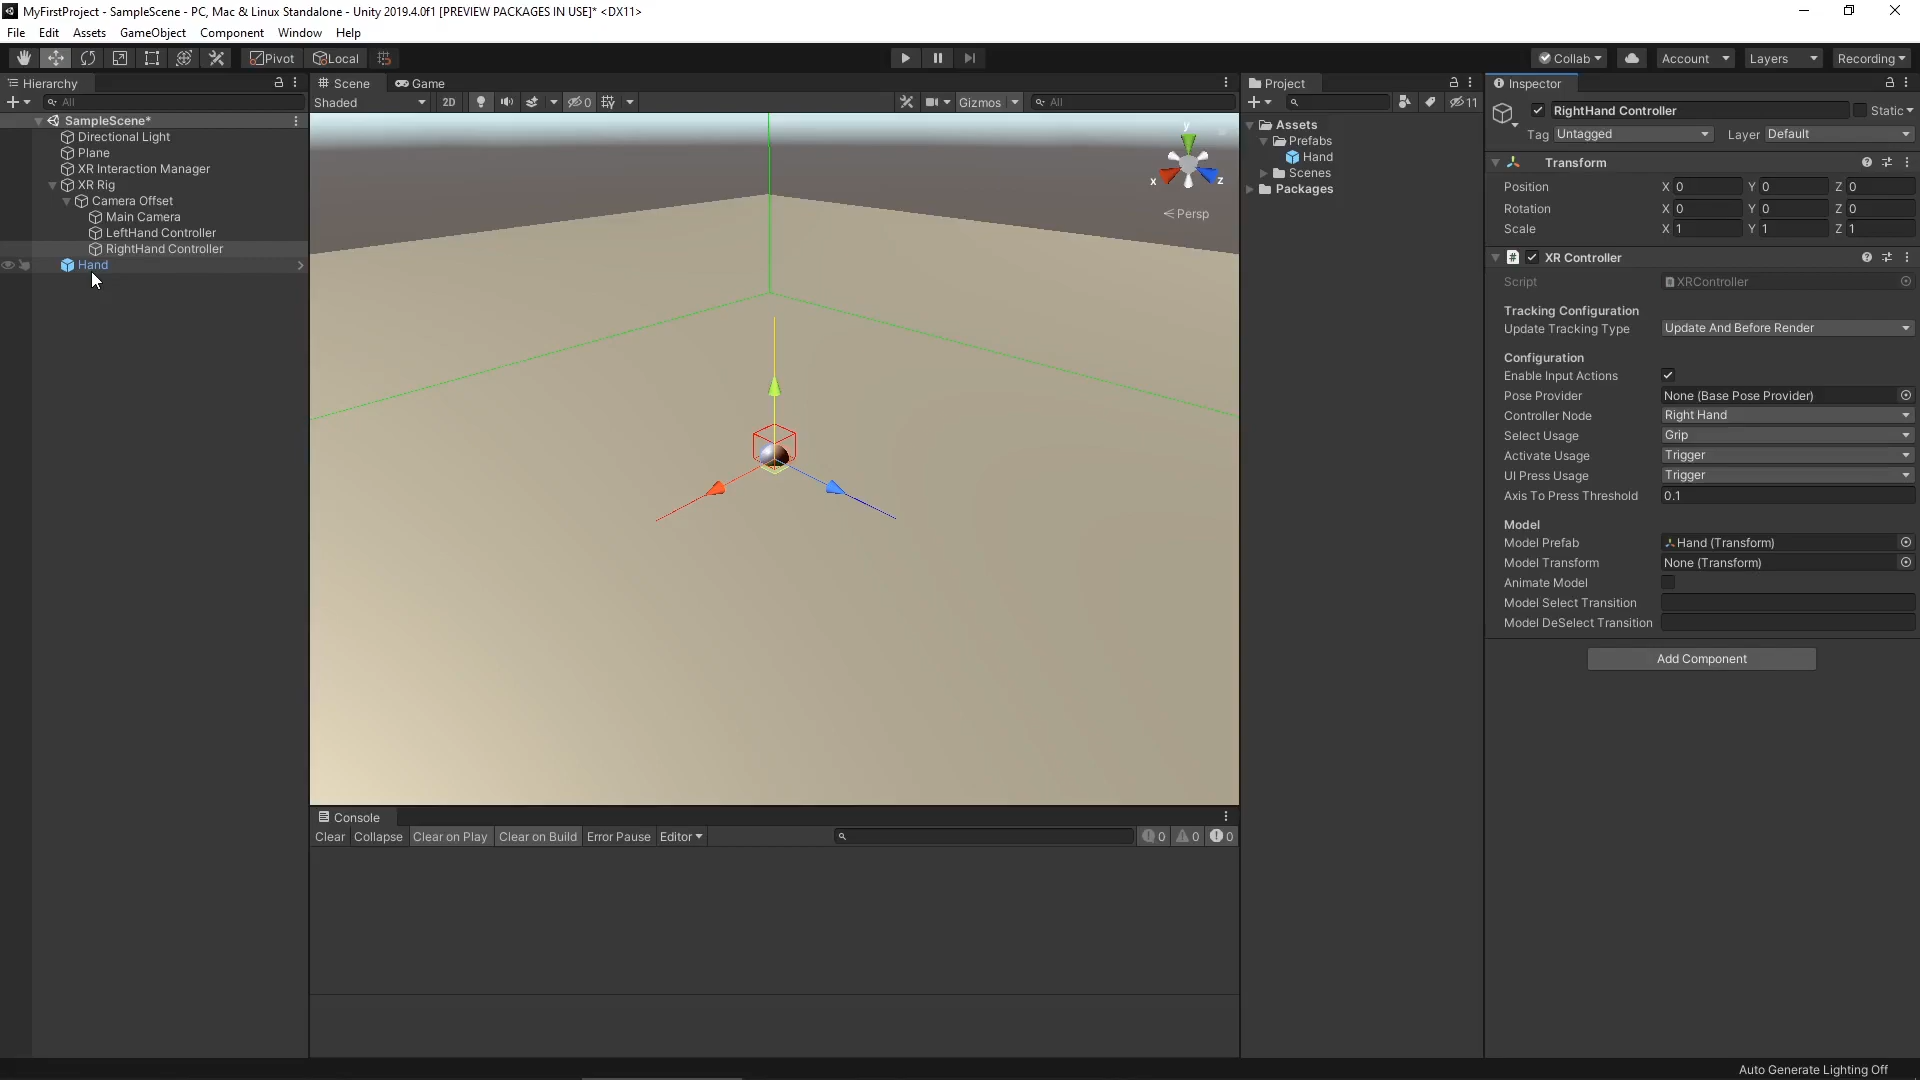 MyFirstProject - SampleScene - PC, Mac & Linux Standalone - Unity 2019.4.0f1 [PREVIEW PACKAGES IN USE]* <DX11>
File Edit Assets GameObject Component Window Help
Pivot Local Collab Account Layers Recording
Hierarchy
All
SampleScene*
Directional Light
Plane
XR Interaction Manager
XR Rig
Camera Offset
Main Camera
LeftHand Controller
RightHand Controller
Hand
Scene Game
Shaded 2D 0 Gizmos All
y
x z
Persp
Console
Clear Collapse Clear on Play Clear on Build Error Pause Editor 0 0 0
Project
11
Assets
Prefabs
Hand
Scenes
Packages
Inspector
RightHand Controller Static
Tag Untagged Layer Default
Transform
Position X 0 Y 0 Z 0
Rotation X 0 Y 0 Z 0
Scale X 1 Y 1 Z 1
# XR Controller
Script XRController
Tracking Configuration
Update Tracking Type Update And Before Render
Configuration
Enable Input Actions
Pose Provider None (Base Pose Provider)
Controller Node Right Hand
Select Usage Grip
Activate Usage Trigger
UI Press Usage Trigger
Axis To Press Threshold 0.1
Model
Model Prefab Hand (Transform)
Model Transform None (Transform)
Animate Model
Model Select Transition
Model DeSelect Transition
Add Component
Auto Generate Lighting Off